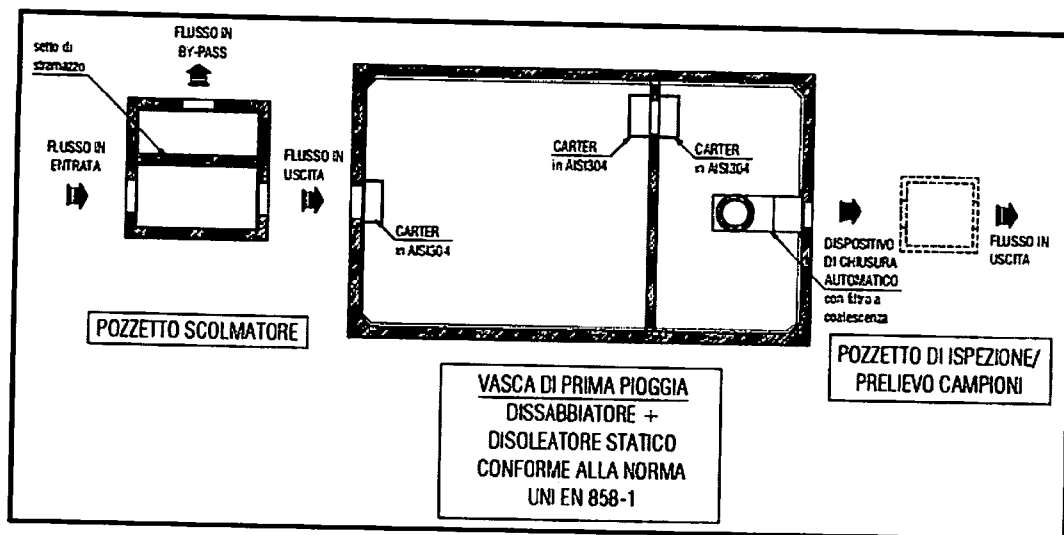 FLUSSO IN
BY-PASS
setto di
stramazzo
FLUSSO IN
ENTRATA
FLUSSO IN
USCITA
POZZETTO SCOLMATORE
CARTER
in AISI304
CARTER
in AISI304
CARTER
in AISI304
DISPOSITIVO
DI CHIUSURA
AUTOMATICO
con filtro a
coalescenza
FLUSSO IN
USCITA
POZZETTO DI ISPEZIONE/
PRELIEVO CAMPIONI
VASCA DI PRIMA PIOGGIA
DISSABBIATORE +
DISOLEATORE STATICO
CONFORME ALLA NORMA
UNI EN 858-1